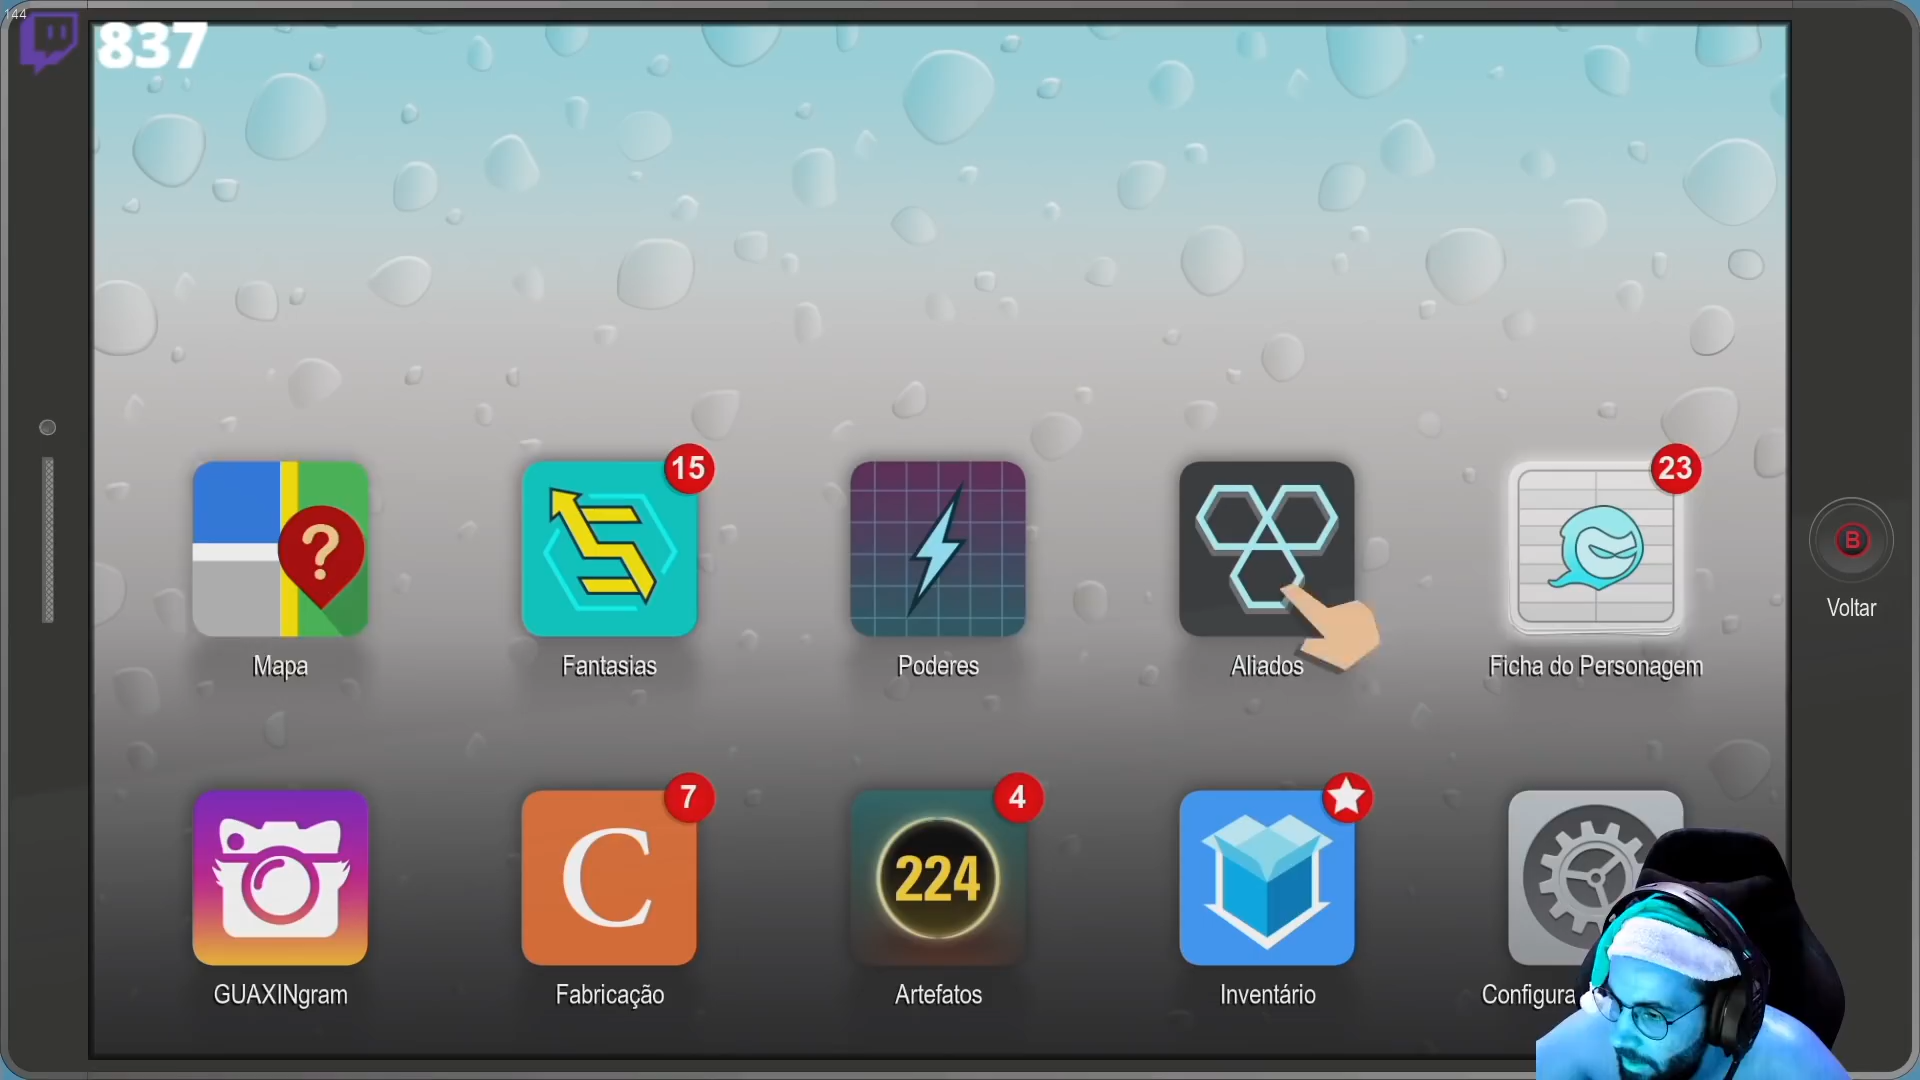 144
837
15
23
?
B
Voltar
Mapa
Fantasias
Poderes
Aliados
Ficha do Personagem
7
4
C
224
GUAXINgram
Fabricação
Artefatos
Inventário
Configura